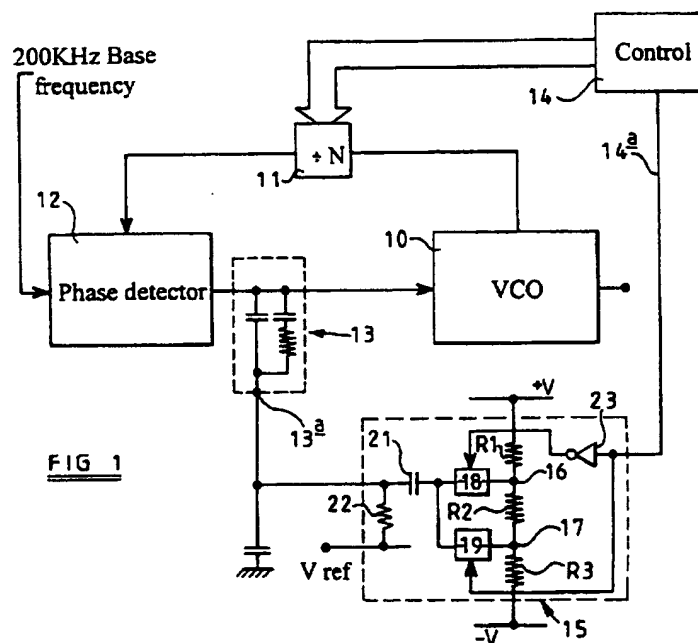 200KHz Base
frequency
Control
14
14a
÷ N
11
12
Phase detector
10
VCO
13
13a
FIG 1
+V
23
21
R1
18
16
22
R2
19
17
R3
V ref
-V
15